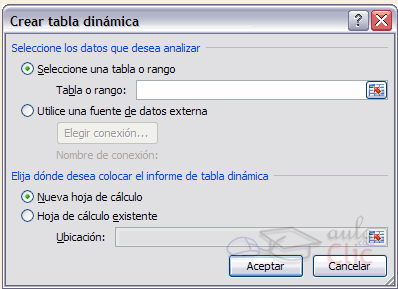 Crear tabla dinámica
Seleccione los datos que desea analizar
Seleccione una tabla o rango
Tabla o rango:
Utilice una fuente de datos externa
Elegir conexión...
Nombre de conexión:
Elija dónde desea colocar el informe de tabla dinámica
Nueva hoja de cálculo
Hoja de cálculo existente
Ubicación:
aula
Clic
Aceptar
Cancelar